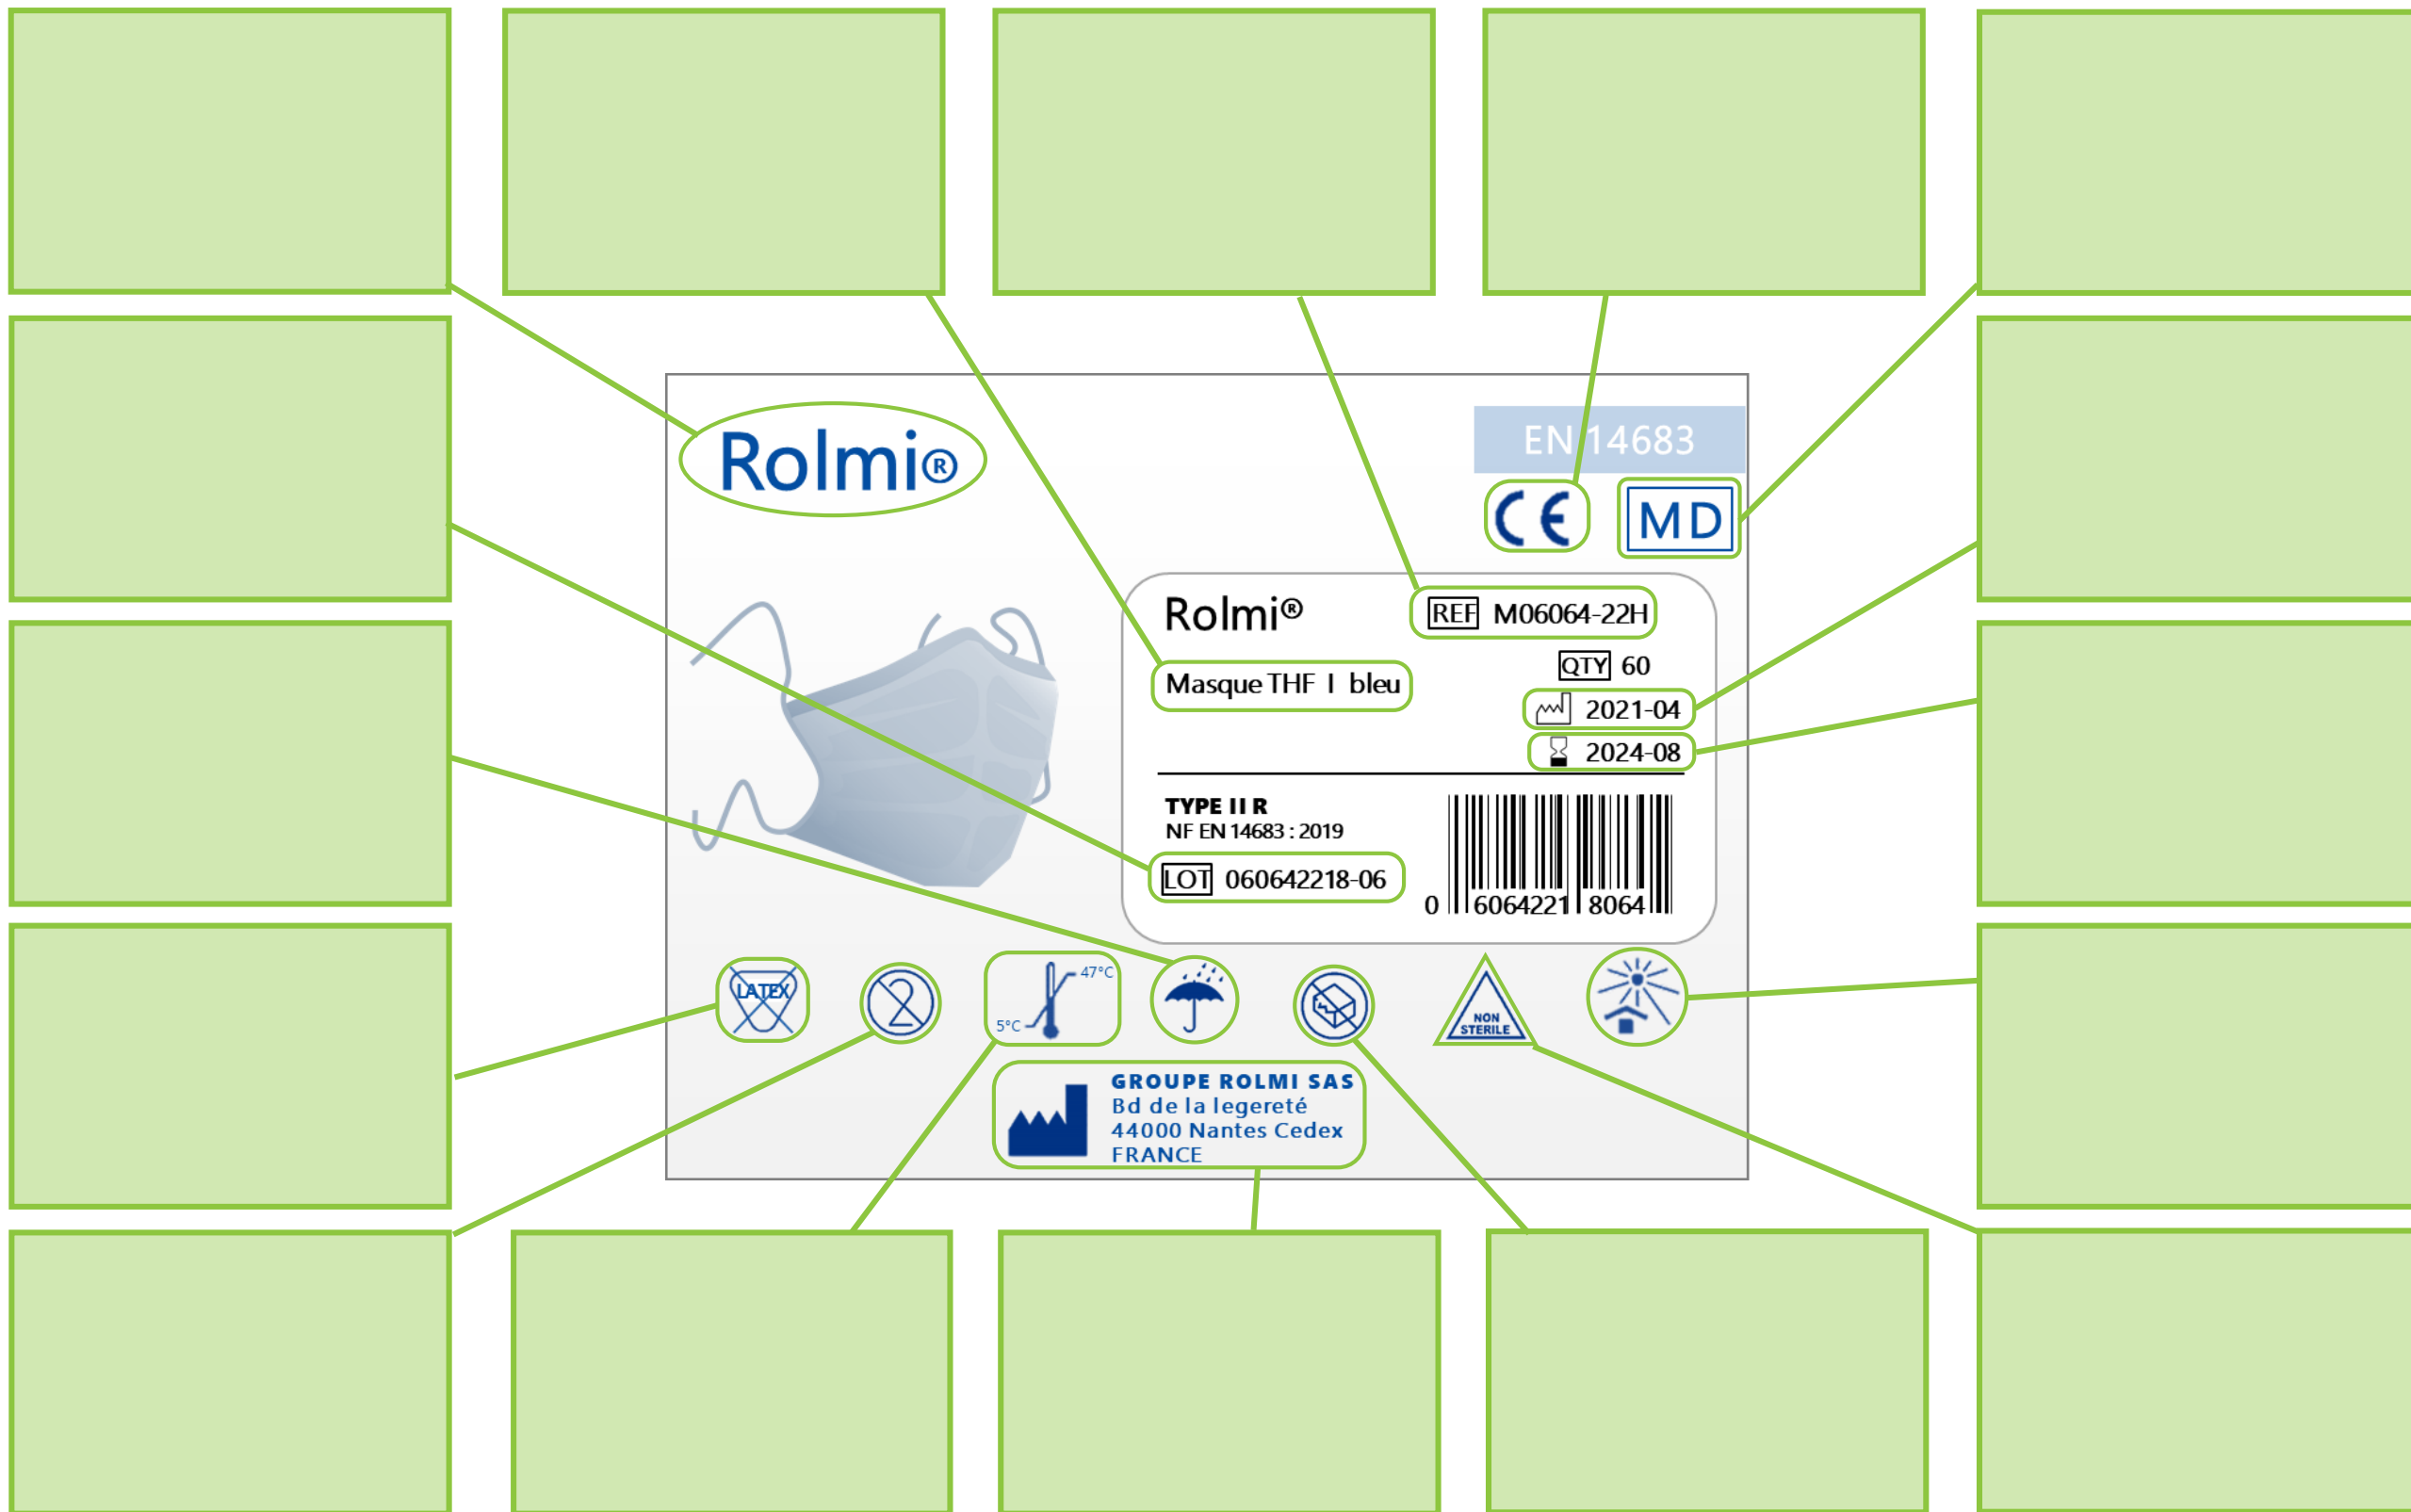 Rolmi®
EN 14683
CE
MD
Rolmi®
REF M06064-22H
QTY 60
Masque THF I bleu
2021-04
2024-08
TYPE II R
NF EN 14683 : 2019
LOT 060642218-06
0 6064221 8064
LATEX
2
47°C
5°C
NON
STERILE
GROUPE ROLMI SAS
Bd de la legereté
44000 Nantes Cedex
FRANCE